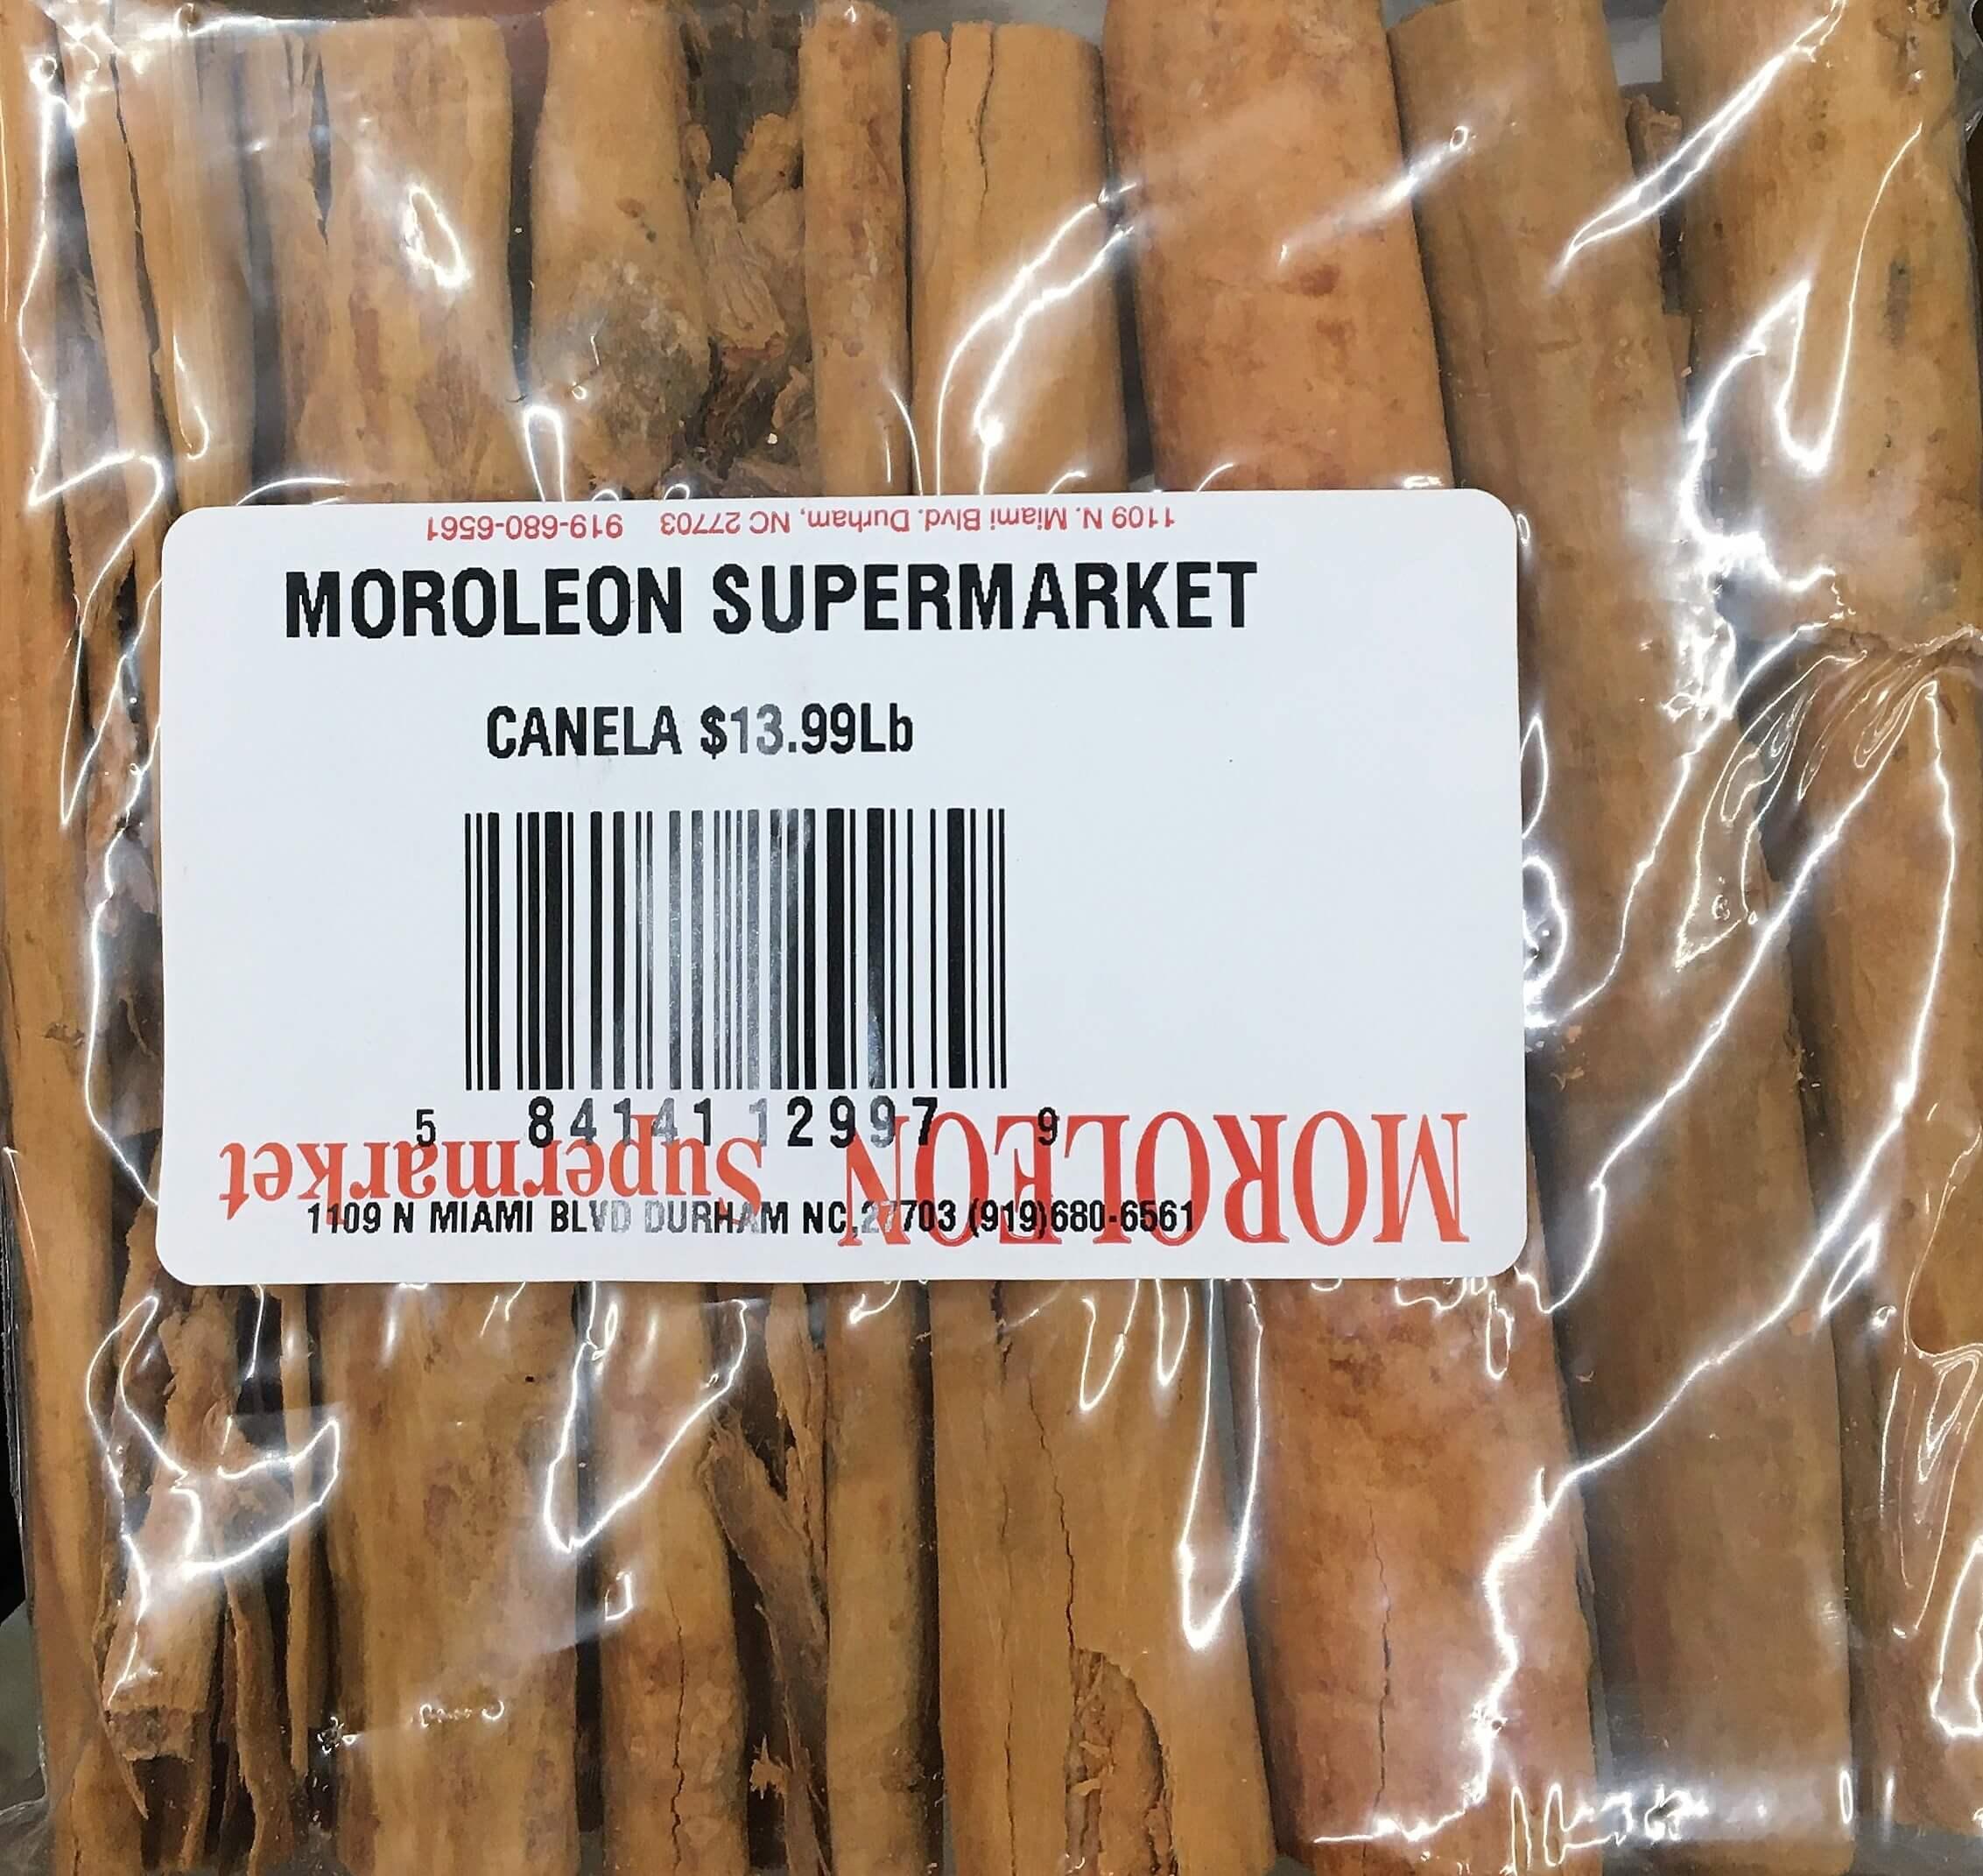 1109 N. Miami Blvd. Durham, NC 27703 919-680-6561
MOROLEON SUPERMARKET
CANELA $13.99Lb
5 84141 12997 9
MOROLEON Supermarket
1109 N MIAMI BLVD DURHAM NC,27703 (919)680-6561